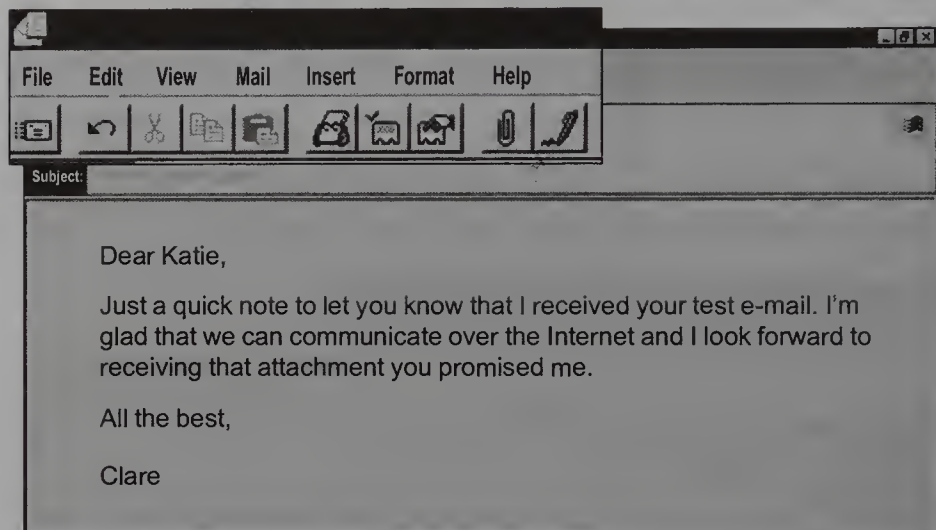 File Edit View Mail Insert Format Help
Subject:
Dear Katie,
Just a quick note to let you know that I received your test e-mail. I'm
glad that we can communicate over the Internet and I look forward to
receiving that attachment you promised me.
All the best,
Clare